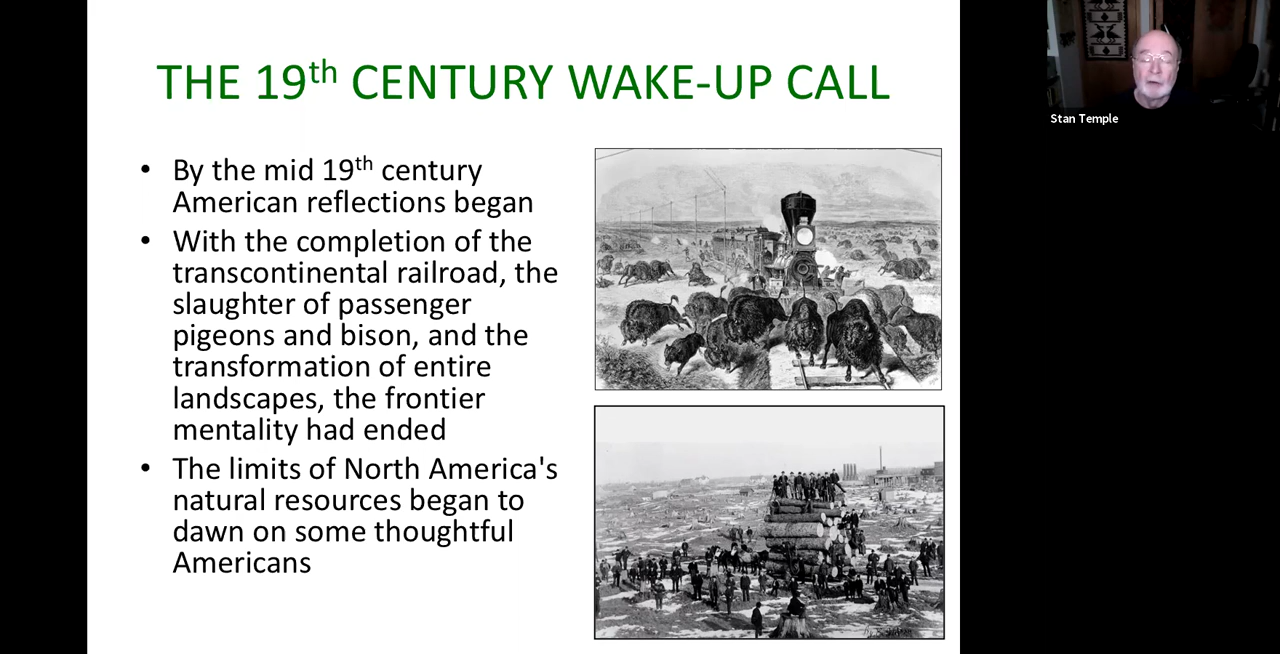 THE 19th CENTURY WAKE-UP CALL
• By the mid 19th century
American reflections began
• With the completion of the
transcontinental railroad, the
slaughter of passenger
pigeons and bison, and the
transformation of entire
landscapes, the frontier
mentality had ended
• The limits of North America's
natural resources began to
dawn on some thoughtful
Americans
Stan Temple